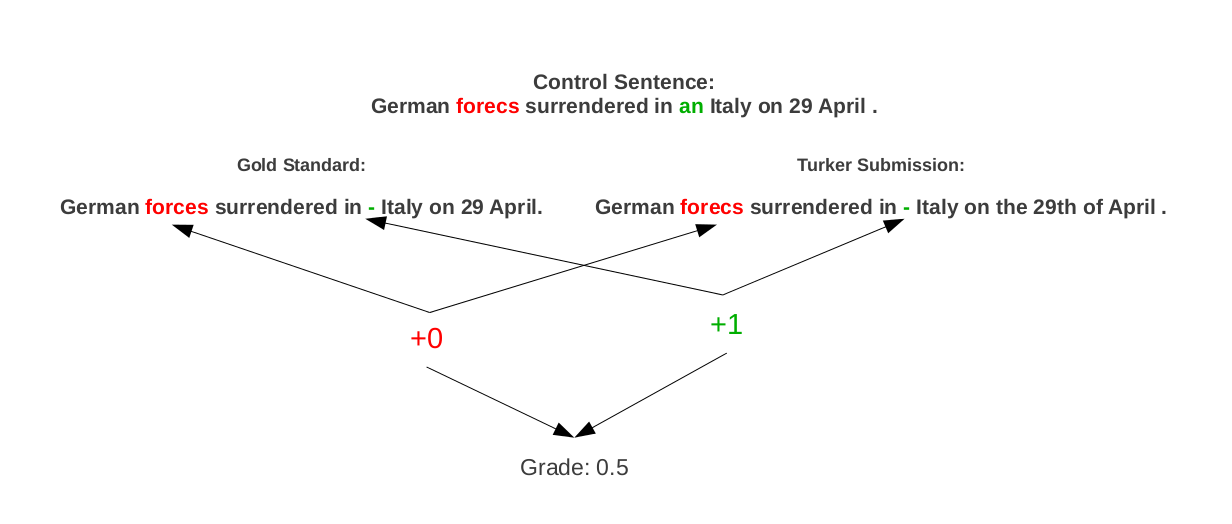 Control Sentence:
German forecs surrendered in an Italy on 29 April .
Gold Standard:
Turker Submission:
German forces surrendered in - Italy on 29 April.
German forecs surrendered in - Italy on the 29th of April .
+0
+1
Grade: 0.5